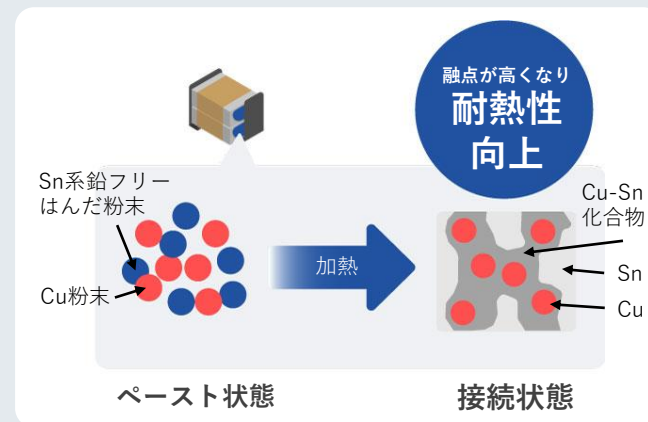 融点が高くなり
耐熱性
向上
Sn系鉛フリー
はんだ粉末
Cu粉末
加熱
Cu-Sn
化合物
Sn
Cu
ペースト状態
接続状態